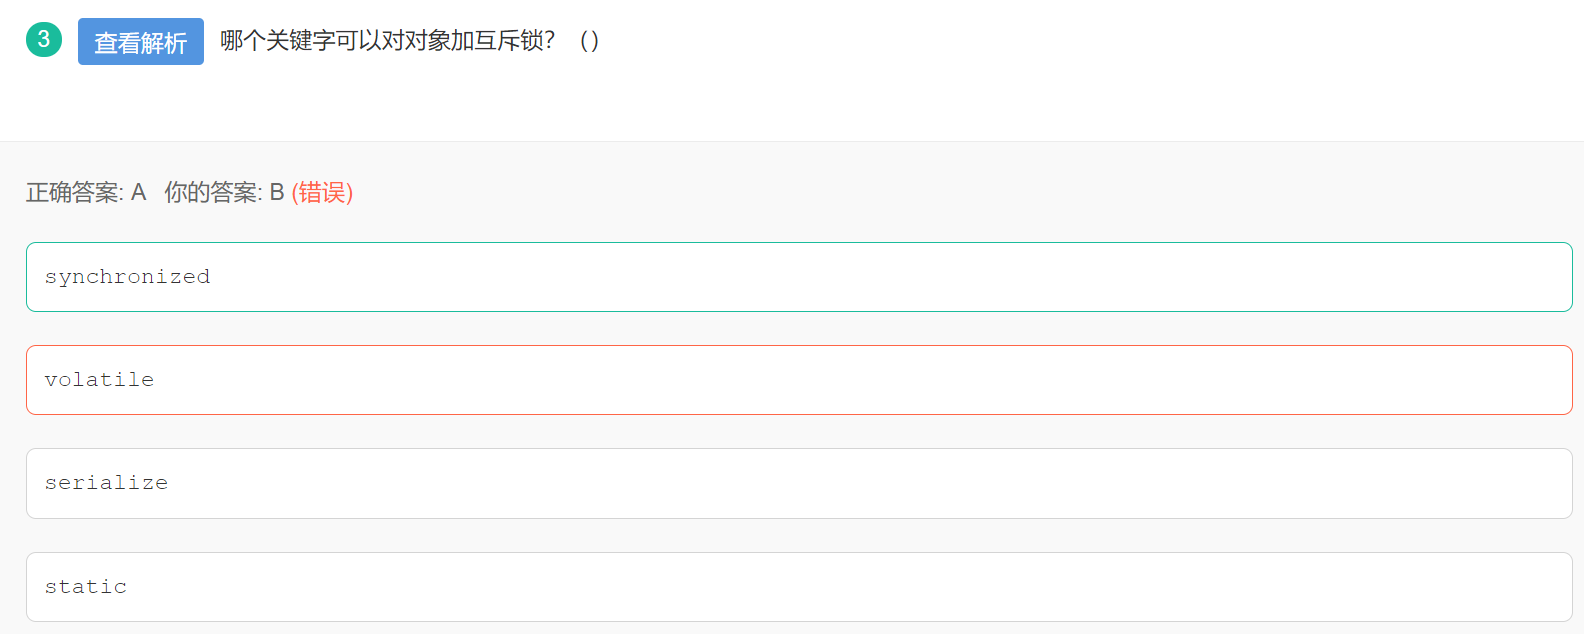 3 查看解析 哪个关键字可以对对象加互斥锁？（）
正确答案: A 你的答案: B (错误)
synchronized
volatile
serialize
static